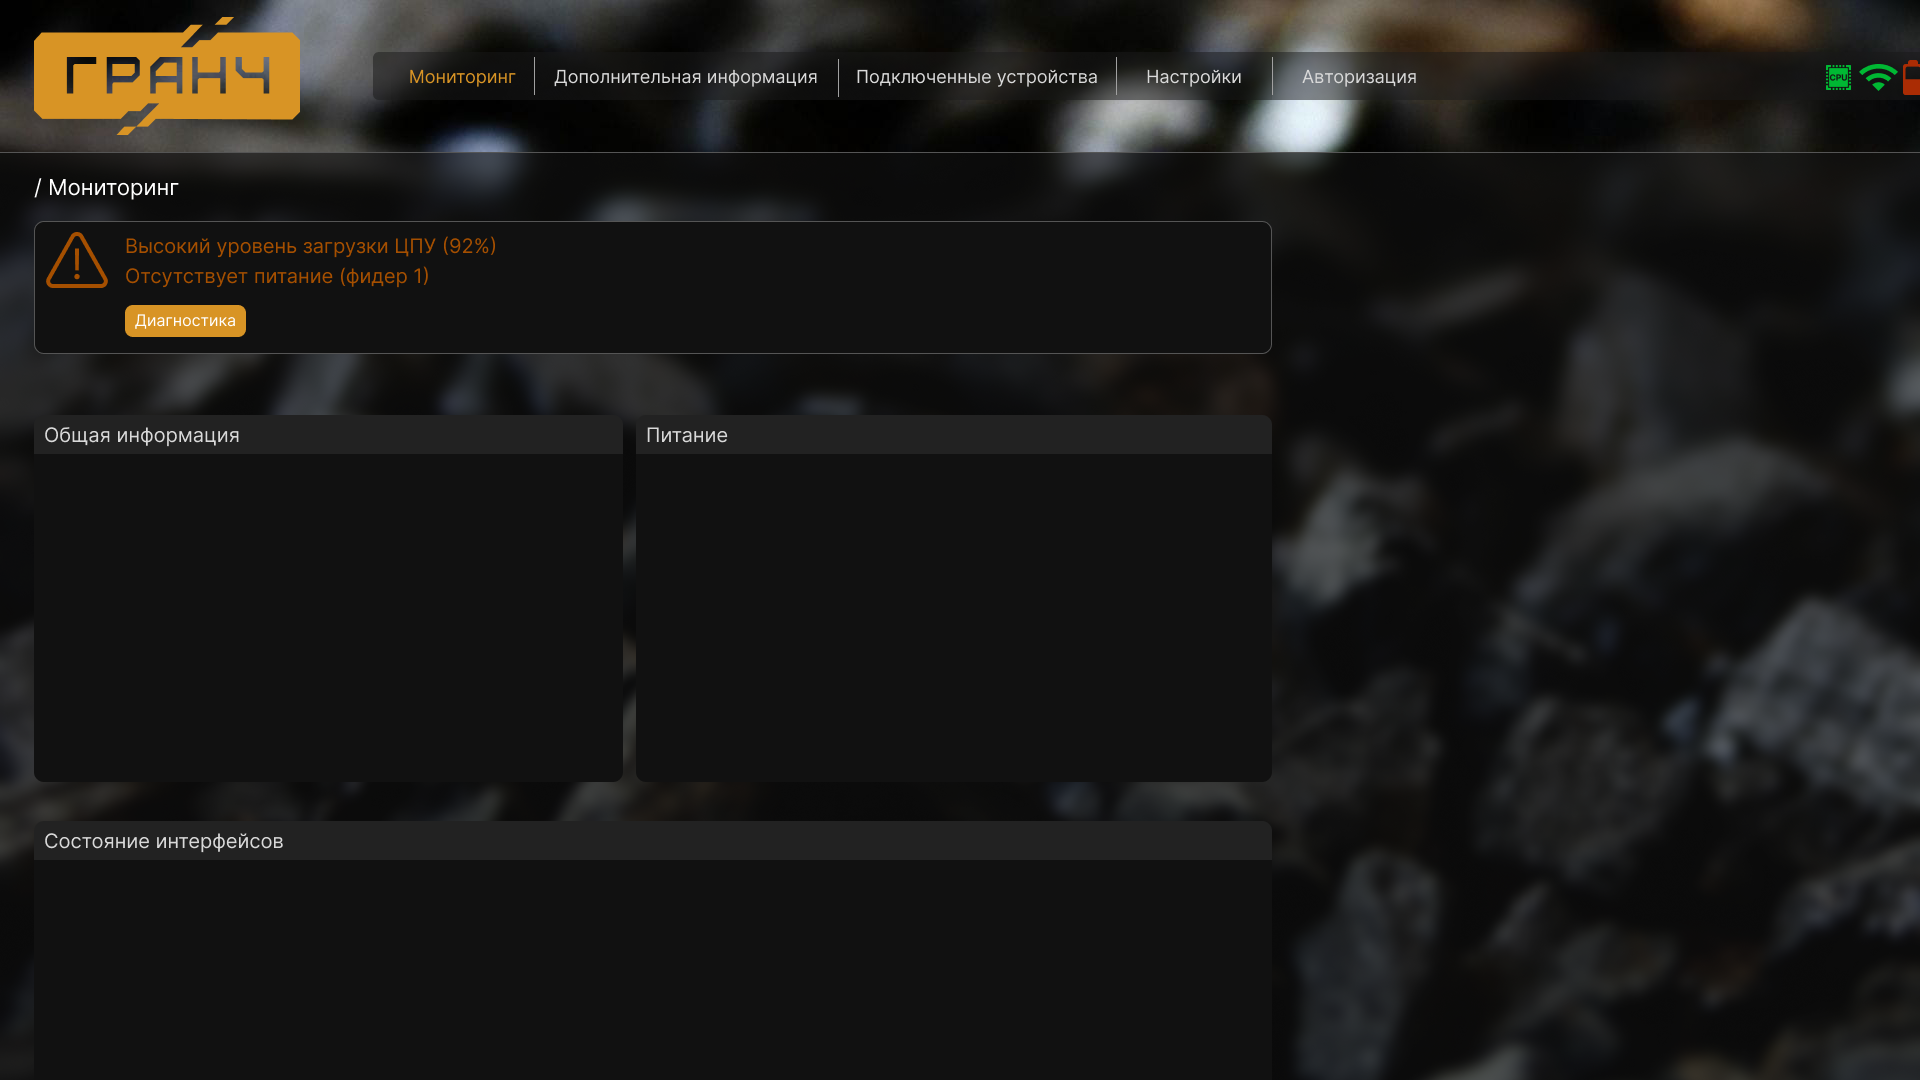 ГРАНЧ
Мониторинг
Дополнительная информация
Подключенные устройства
Настройки
Авторизация
CPU
/ Мониторинг
Высокий уровень загрузки ЦПУ (92%)
Отсутствует питание (фидер 1)
Диагностика
Общая информация
Питание
Состояние интерфейсов